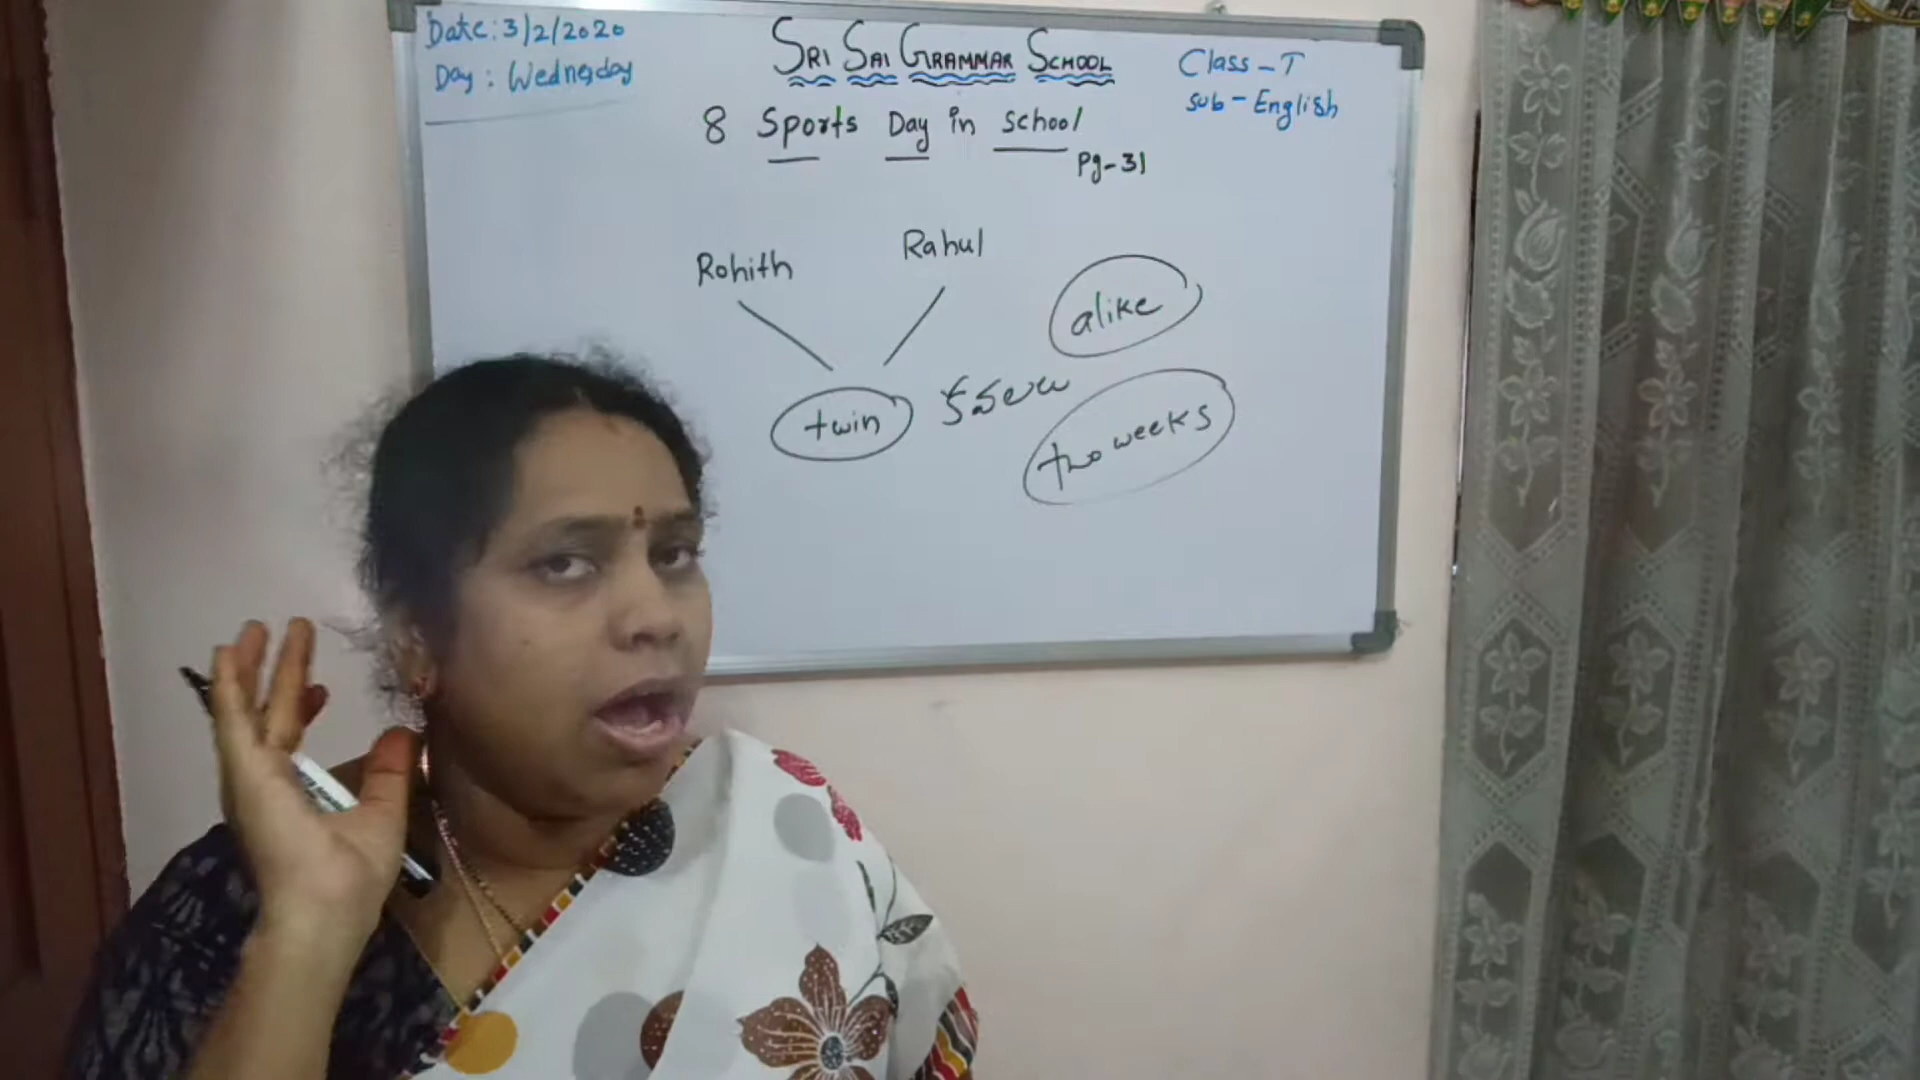 Date: 3/2/2020
Day : Wednesday
SRI SAI GRAMMAR SCHOOL
Class - I
Sub - English
8 Sports Day in School
Pg-31
Rohith
Rahul
alike
twin
కవలలు
two weeks